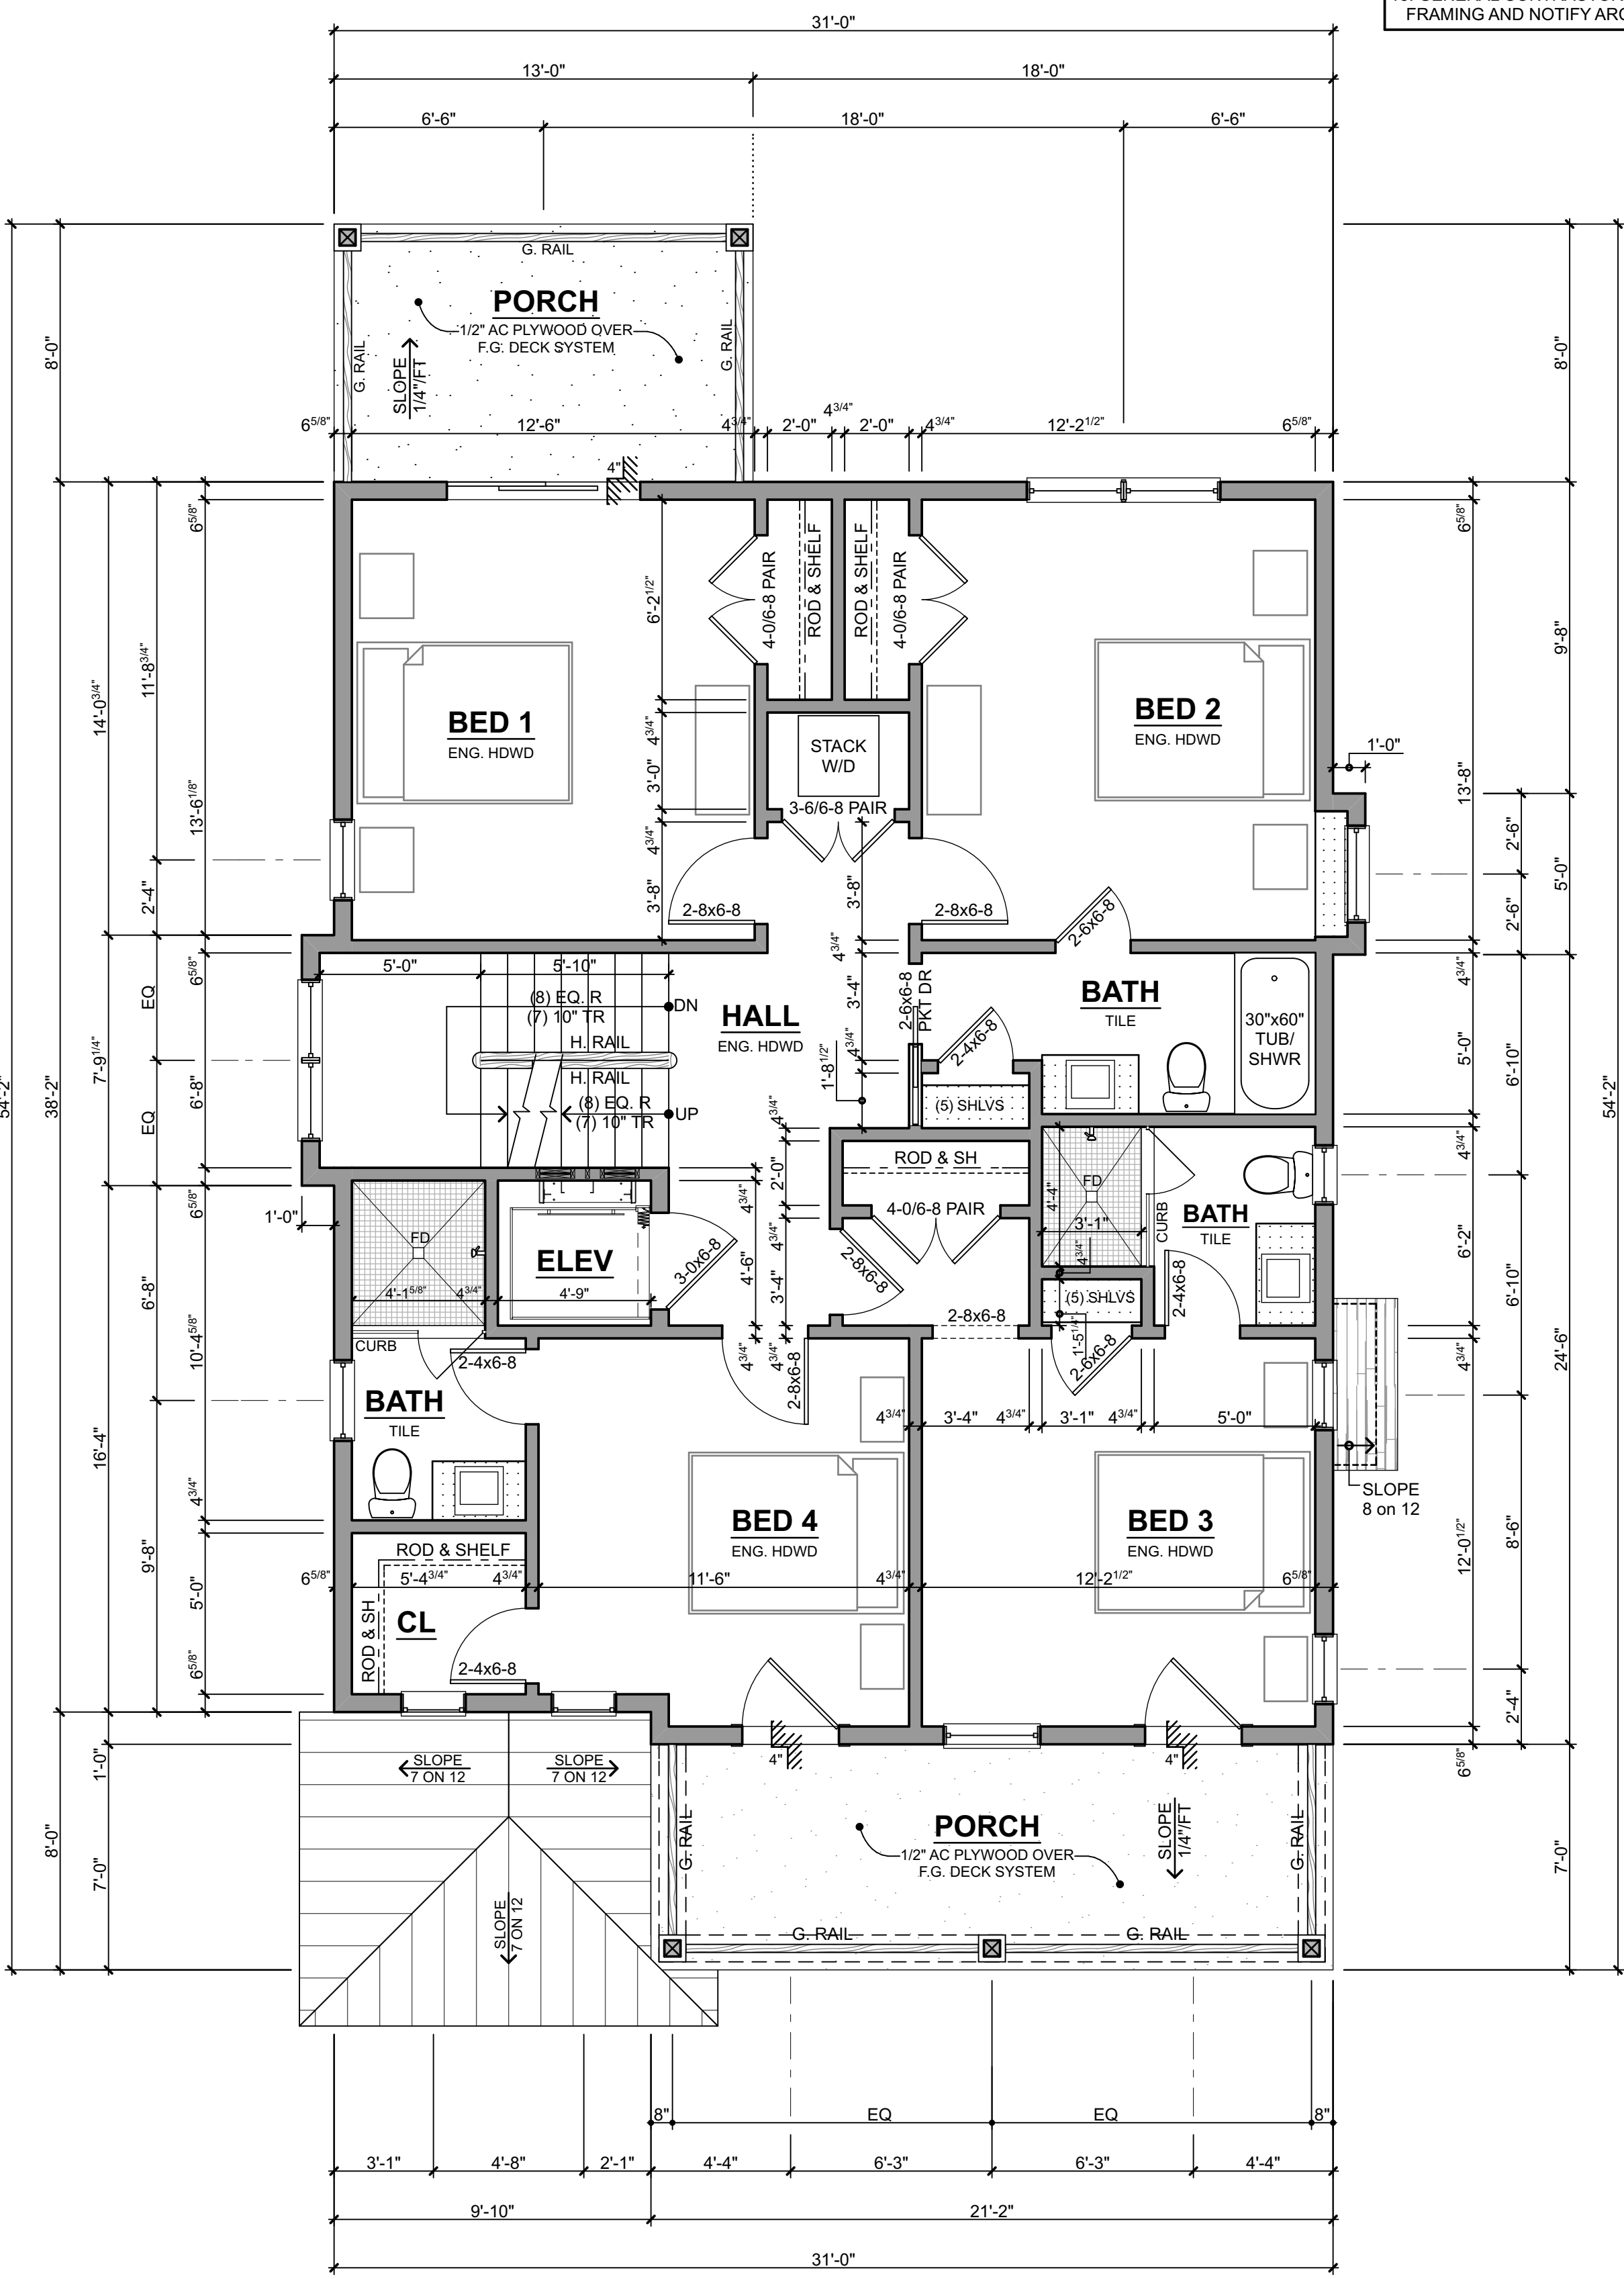 FRAMING AND NOTIFY ARC
31'-0"
13'-0"
18'-0"
6'-6"
18'-0"
6'-6"
G. RAIL
PORCH
1/2" AC PLYWOOD OVER
F.G. DECK SYSTEM
G. RAIL
G. RAIL
SLOPE
1/4"/FT
8'-0"
8'-0"
6 5/8"
12'-6"
4 3/4"
2'-0"
4 3/4"
2'-0"
4 3/4"
12'-2 1/2"
6 5/8"
4"
6 5/8"
6 5/8"
ROD & SHELF
ROD & SHELF
4-0/6-8 PAIR
4-0/6-8 PAIR
6'-2 1/2"
11'-8 3/4"
14'-0 3/4"
9'-8"
BED 1
ENG. HDWD
BED 2
ENG. HDWD
STACK
W/D
4 3/4"
3'-0"
3-6/6-8 PAIR
1'-0"
13'-6 1/8"
13'-8"
4 3/4"
3'-8"
3'-8"
2'-4"
2'-6"
5'-0"
2'-6"
2-8x6-8
2-8x6-8
2-6x6-8
54'-2"
38'-2"
7'-9 1/4"
EQ
EQ
6 5/8"
6'-8"
5'-0"
5'-10"
(8) EQ. R
(7) 10" TR
DN
H. RAIL
H. RAIL
(8) EQ. R
(7) 10" TR
UP
HALL
ENG. HDWD
4 3/4"
3'-4"
4 3/4"
1'-8 1/2"
2-6x6-8
PKT DR
2-4x6-8
BATH
TILE
30"x60"
TUB/
SHWR
(5) SHLVS
4 3/4"
5'-0"
6'-10"
54'-2"
4 3/4"
2'-0"
4 3/4"
3'-4"
4 3/4"
4 3/4"
4'-6"
4 3/4"
ROD & SH
4-0/6-8 PAIR
2-8x6-8
FD
4'-4"
3'-1"
CURB
BATH
TILE
4 3/4"
(5) SHLVS
1'-5 1/4"
2-4x6-8
2-6x6-8
2-8x6-8
4 3/4"
6'-2"
6'-10"
4 3/4"
24'-6"
1'-0"
6 5/8"
6'-8"
10'-4 5/8"
16'-4"
FD
4'-1 5/8"
4 3/4"
4'-9"
ELEV
3-0x6-8
CURB
2-4x6-8
BATH
TILE
2-8x6-8
4 3/4"
3'-4"
4 3/4"
3'-1"
4 3/4"
5'-0"
SLOPE
8 on 12
4 3/4"
9'-8"
5'-0"
6 5/8"
BED 4
ENG. HDWD
BED 3
ENG. HDWD
ROD & SHELF
6 5/8"
5'-4 3/4"
4 3/4"
11'-6"
4 3/4"
12'-2 1/2"
6 5/8"
ROD & SH
CL
2-4x6-8
12'-0 1/2"
8'-6"
2'-4"
6 5/8"
1'-0"
8'-0"
7'-0"
7'-0"
SLOPE
7 ON 12
SLOPE
7 ON 12
SLOPE
7 ON 12
4"
4"
G. RAIL
PORCH
1/2" AC PLYWOOD OVER
F.G. DECK SYSTEM
SLOPE
1/4"/FT
G. RAIL
G. RAIL
G. RAIL
8"
EQ
EQ
8"
3'-1"
4'-8"
2'-1"
4'-4"
6'-3"
6'-3"
4'-4"
9'-10"
21'-2"
31'-0"